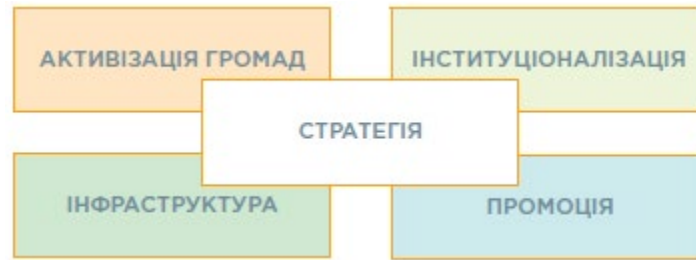 АКТИВІЗАЦІЯ ГРОМАД
ІНСТИТУЦІОНАЛІЗАЦІЯ
СТРАТЕГІЯ
ІНФРАСТРУКТУРА
ПРОМОЦІЯ